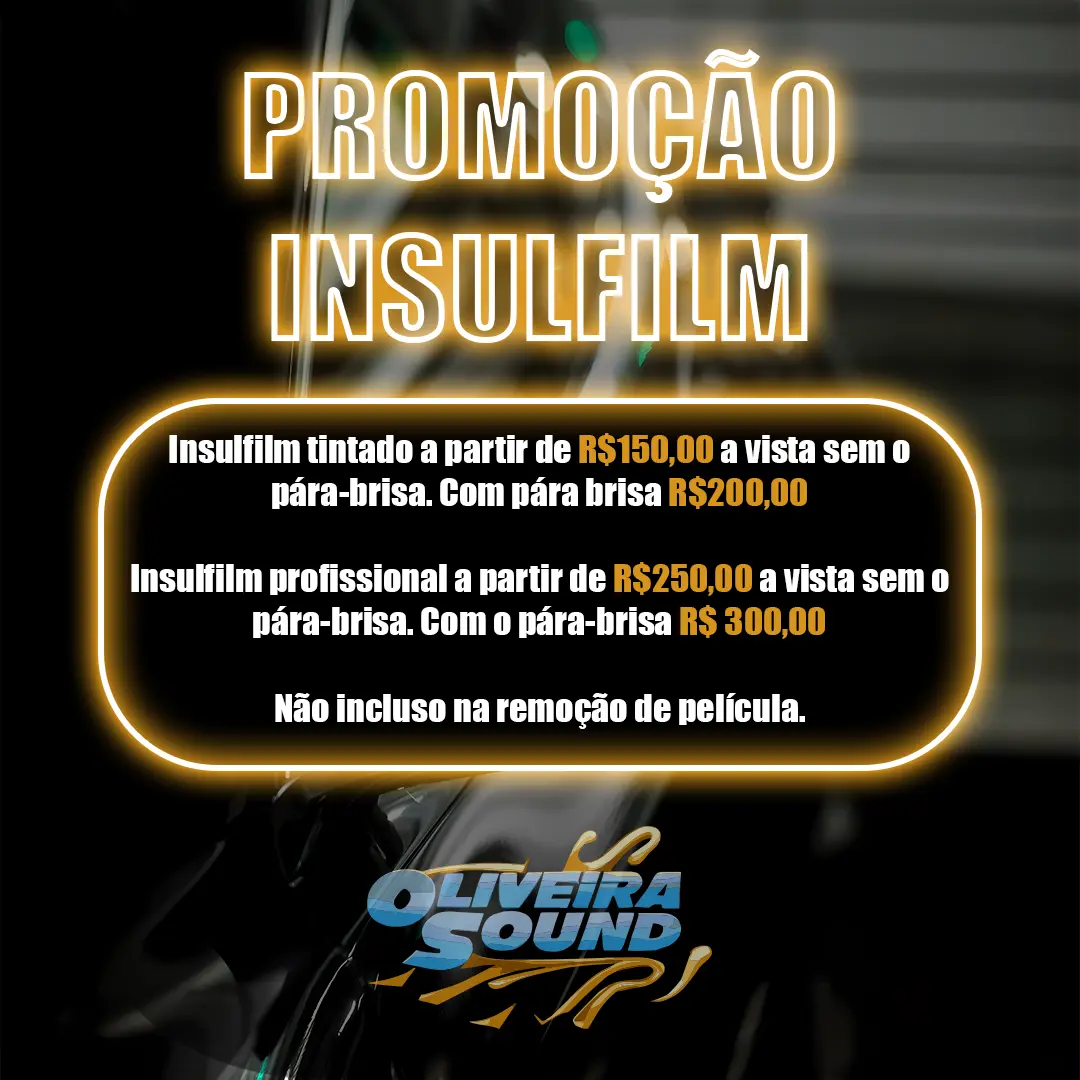 PROMOÇÃO
INSULFILM
Insulfilm tintado a partir de R$150,00 a vista sem o
pára-brisa. Com pára brisa R$200,00
Insulfilm profissional a partir de R$250,00 a vista sem o
pára-brisa. Com o pára-brisa R$ 300,00
Não incluso na remoção de película.
OLIVEIRA
SOUND